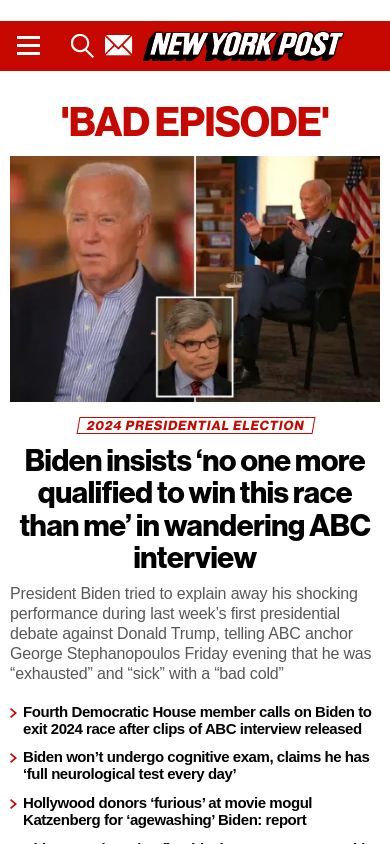 NEW YORK POST
'BAD EPISODE'
2024 PRESIDENTIAL ELECTION
Biden insists ‘no one more
qualified to win this race
than me’ in wandering ABC
interview
President Biden tried to explain away his shocking
performance during last week’s first presidential
debate against Donald Trump, telling ABC anchor
George Stephanopoulos Friday evening that he was
“exhausted” and “sick” with a “bad cold”
Fourth Democratic House member calls on Biden to
exit 2024 race after clips of ABC interview released
Biden won’t undergo cognitive exam, claims he has
‘full neurological test every day’
Hollywood donors ‘furious’ at movie mogul
Katzenberg for ‘agewashing’ Biden: report